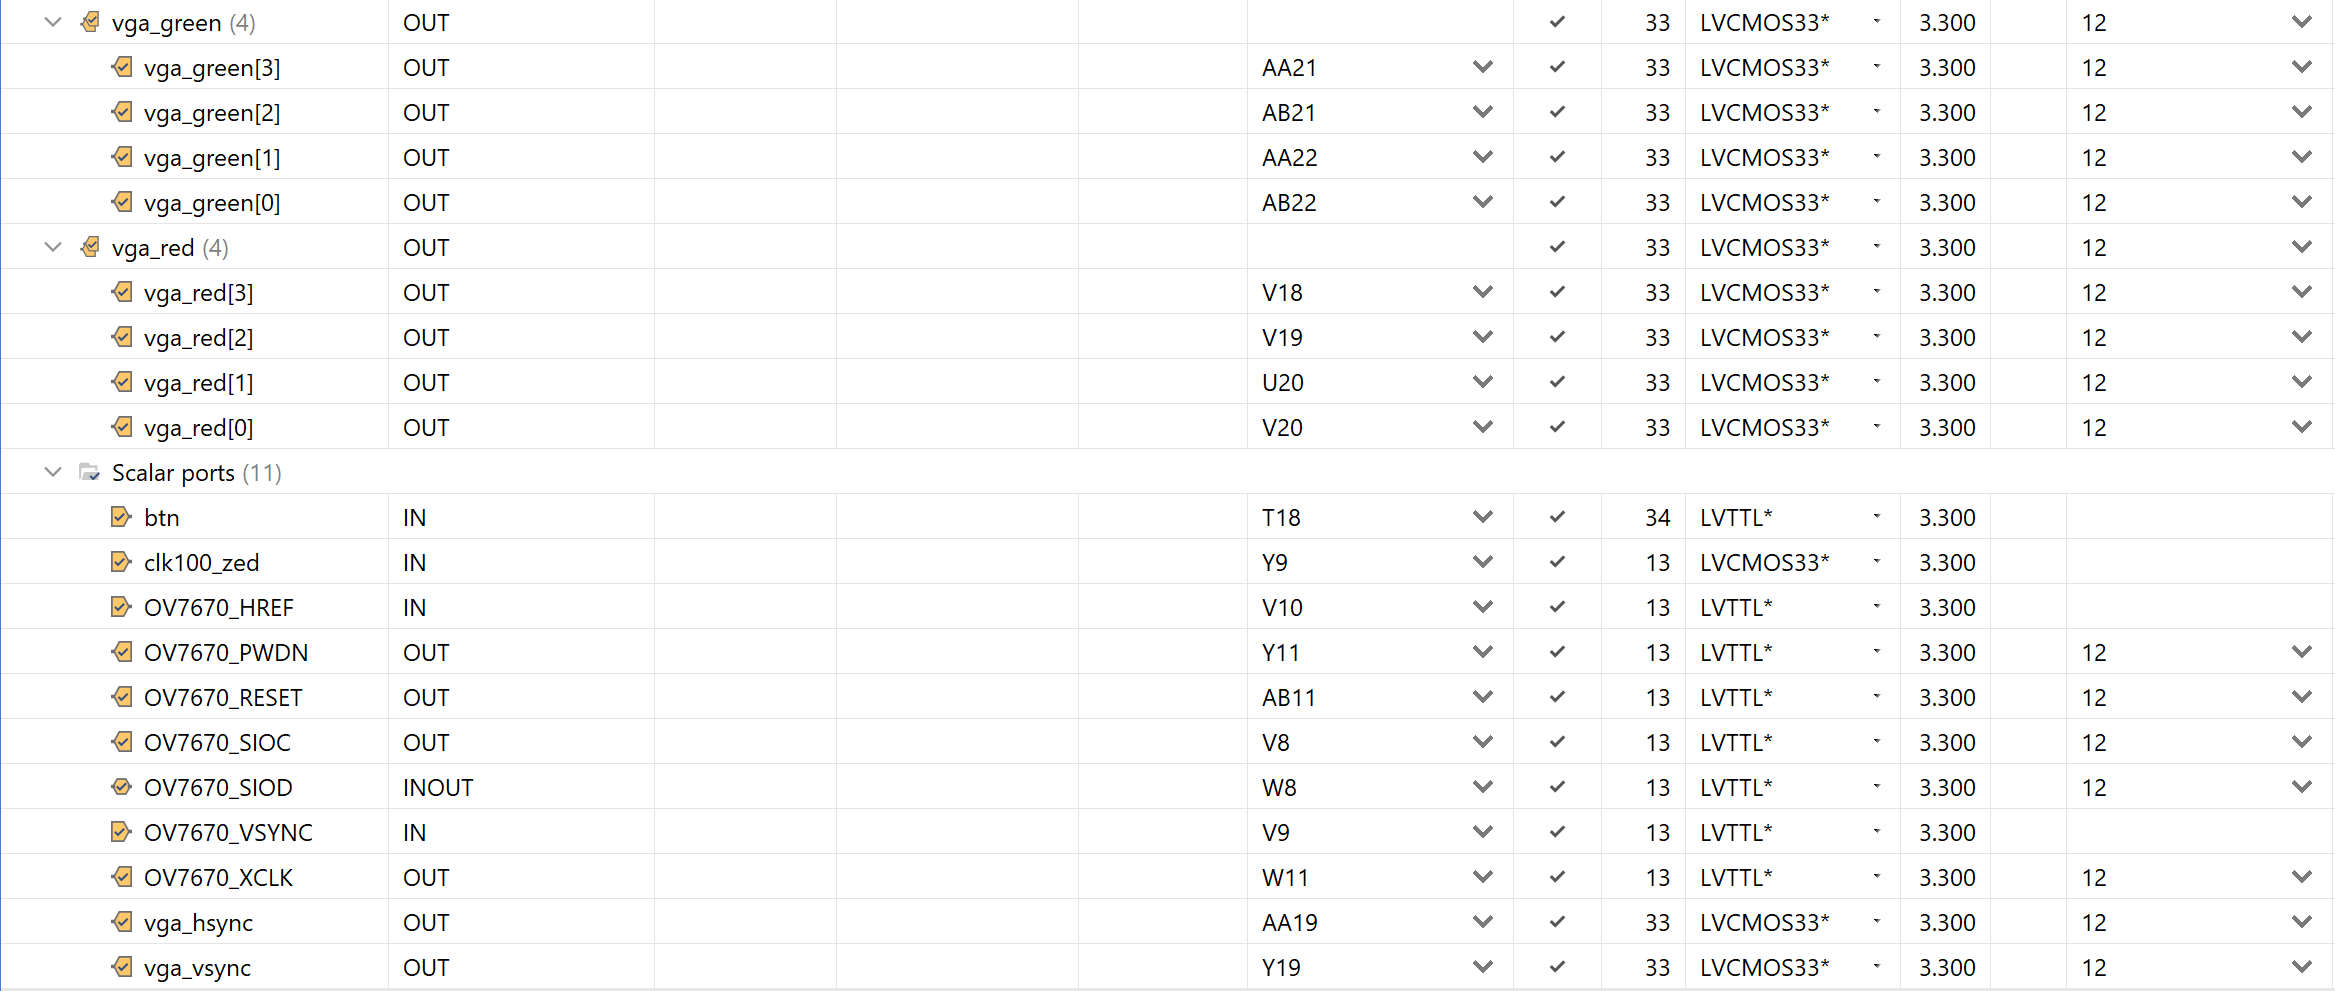 vga_green (4) OUT 33 LVCMOS33* 3.300 12
vga_green[3] OUT AA21 33 LVCMOS33* 3.300 12
vga_green[2] OUT AB21 33 LVCMOS33* 3.300 12
vga_green[1] OUT AA22 33 LVCMOS33* 3.300 12
vga_green[0] OUT AB22 33 LVCMOS33* 3.300 12
vga_red (4) OUT 33 LVCMOS33* 3.300 12
vga_red[3] OUT V18 33 LVCMOS33* 3.300 12
vga_red[2] OUT V19 33 LVCMOS33* 3.300 12
vga_red[1] OUT U20 33 LVCMOS33* 3.300 12
vga_red[0] OUT V20 33 LVCMOS33* 3.300 12
Scalar ports (11)
btn IN T18 34 LVTTL* 3.300
clk100_zed IN Y9 13 LVCMOS33* 3.300
OV7670_HREF IN V10 13 LVTTL* 3.300
OV7670_PWDN OUT Y11 13 LVTTL* 3.300 12
OV7670_RESET OUT AB11 13 LVTTL* 3.300 12
OV7670_SIOC OUT V8 13 LVTTL* 3.300 12
OV7670_SIOD INOUT W8 13 LVTTL* 3.300 12
OV7670_VSYNC IN V9 13 LVTTL* 3.300
OV7670_XCLK OUT W11 13 LVTTL* 3.300 12
vga_hsync OUT AA19 33 LVCMOS33* 3.300 12
vga_vsync OUT Y19 33 LVCMOS33* 3.300 12